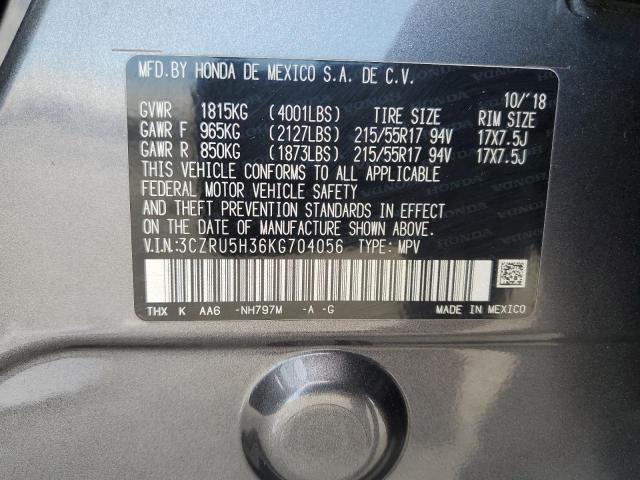 MFD.BY HONDA DE MEXICO S.A. DE C.V.
10/'18
GVWR 1815KG (4001LBS) TIRE SIZE RIM SIZE
GAWR F 965KG (2127LBS) 215/55R17 94V 17X7.5J
GAWR R 850KG (1873LBS) 215/55R17 94V 17X7.5J
THIS VEHICLE CONFORMS TO ALL APPLICABLE
FEDERAL MOTOR VEHICLE SAFETY
AND THEFT PREVENTION STANDARDS IN EFFECT
ON THE DATE OF MANUFACTURE SHOWN ABOVE.
V.I.N.:3CZRU5H36KG704056 TYPE: MPV
THX K AA6 -NH797M -A -G MADE IN MEXICO